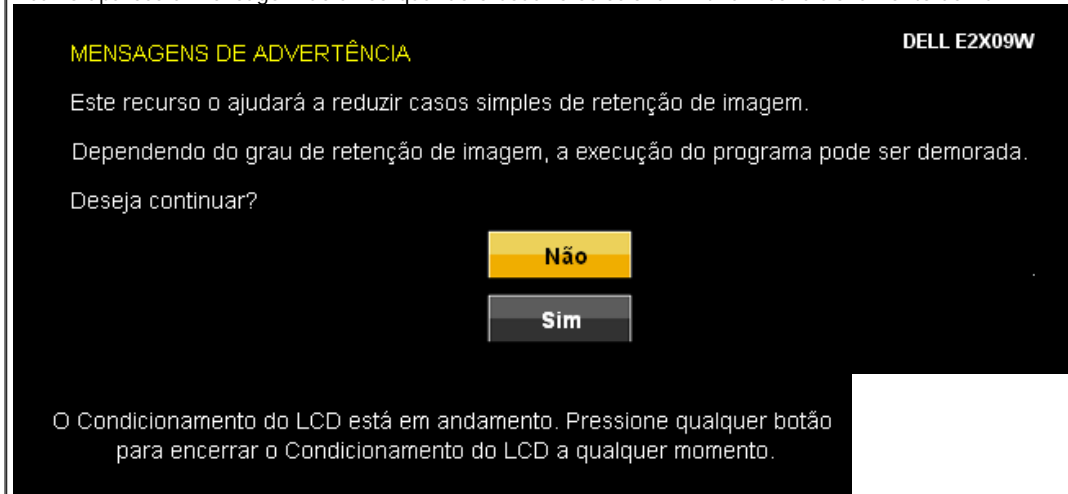 MENSAGENS DE ADVERTÊNCIA
DELL E2X09W
Este recurso o ajudará a reduzir casos simples de retenção de imagem.
Dependendo do grau de retenção de imagem, a execução do programa pode ser demorada.
Deseja continuar?
Não
Sim
O Condicionamento do LCD está em andamento. Pressione qualquer botão
para encerrar o Condicionamento do LCD a qualquer momento.